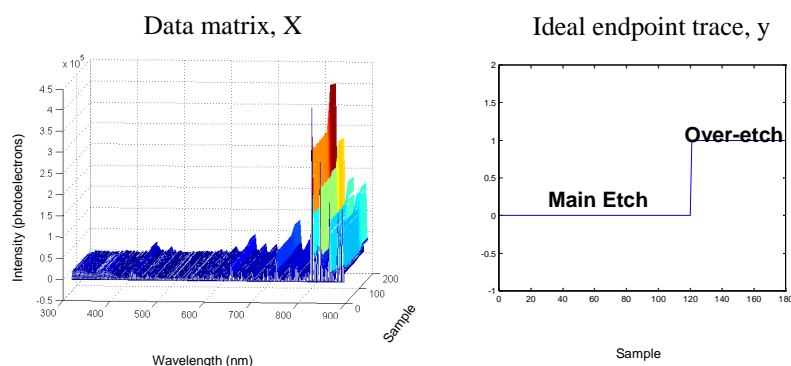 Data matrix, X
x 10^5
4.5
4
3.5
3
2.5
2
1.5
1
0.5
0
-0.5
Intensity (photoelectrons)
300 400 500 600 700 800 900
Wavelength (nm)
0 100 200
Sample
Ideal endpoint trace, y
2
1.5
1
0.5
0
-0.5
-1
Over-etch
Main Etch
0 20 40 60 80 100 120 140 160 180
Sample